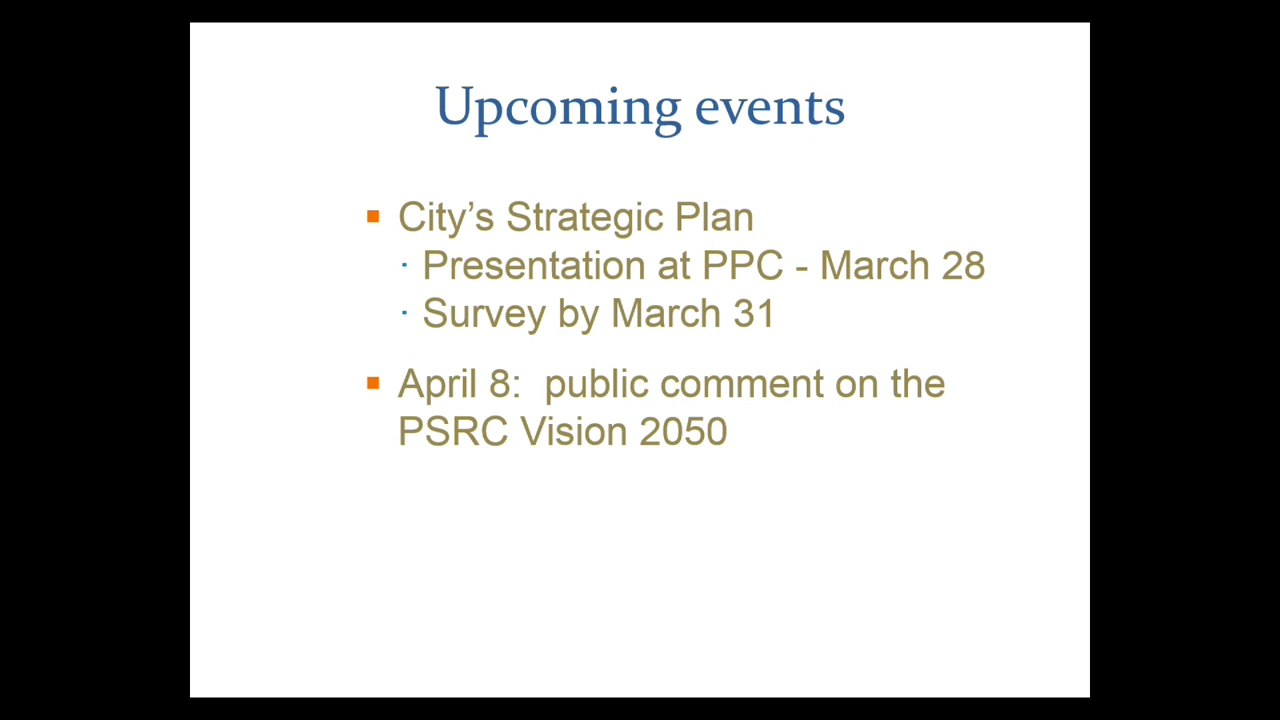 Upcoming events
▪ City’s Strategic Plan
· Presentation at PPC - March 28
· Survey by March 31
▪ April 8:  public comment on the
PSRC Vision 2050